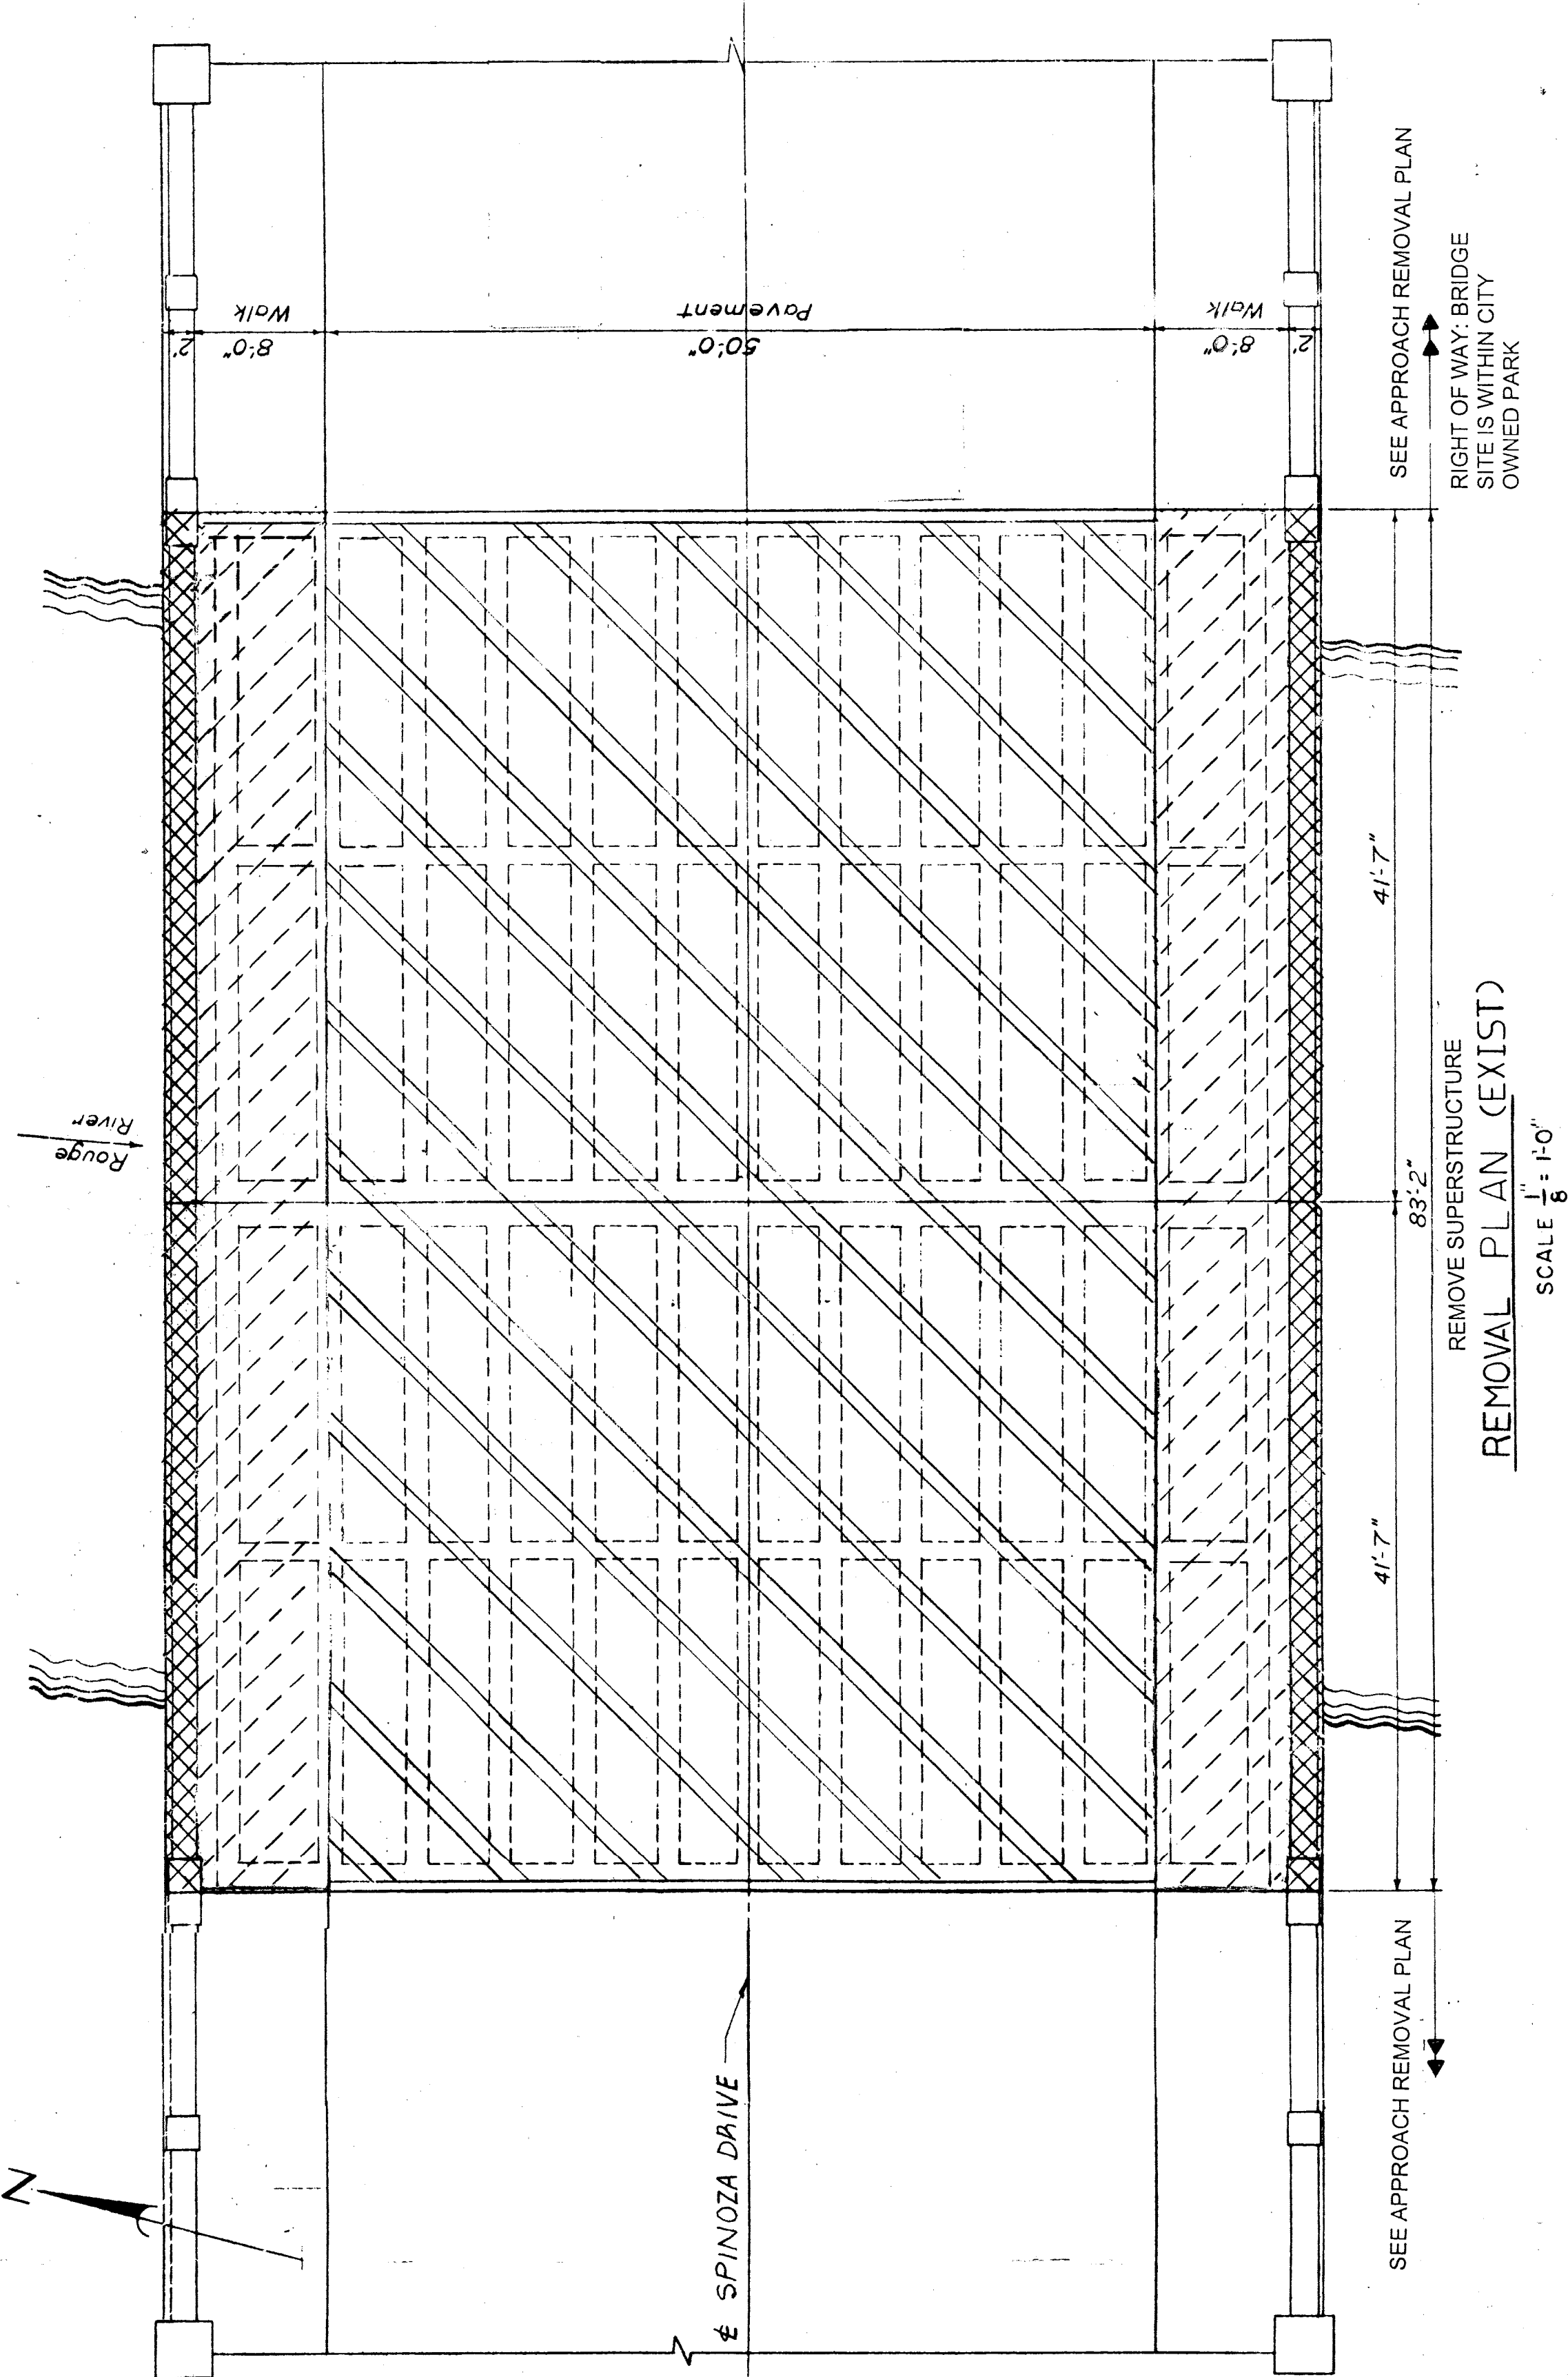 N
Rouge
River
2'
8'-0"
Walk
50'-0"
Pavement
8'-0"
Walk
2'
℄ SPINOZA DRIVE
SEE APPROACH REMOVAL PLAN
41'-7"
41'-7"
SEE APPROACH REMOVAL PLAN
83'-2"
REMOVE SUPERSTRUCTURE
RIGHT OF WAY: BRIDGE
SITE IS WITHIN CITY
OWNED PARK
REMOVAL PLAN (EXIST)
SCALE 1/8" = 1'-0"